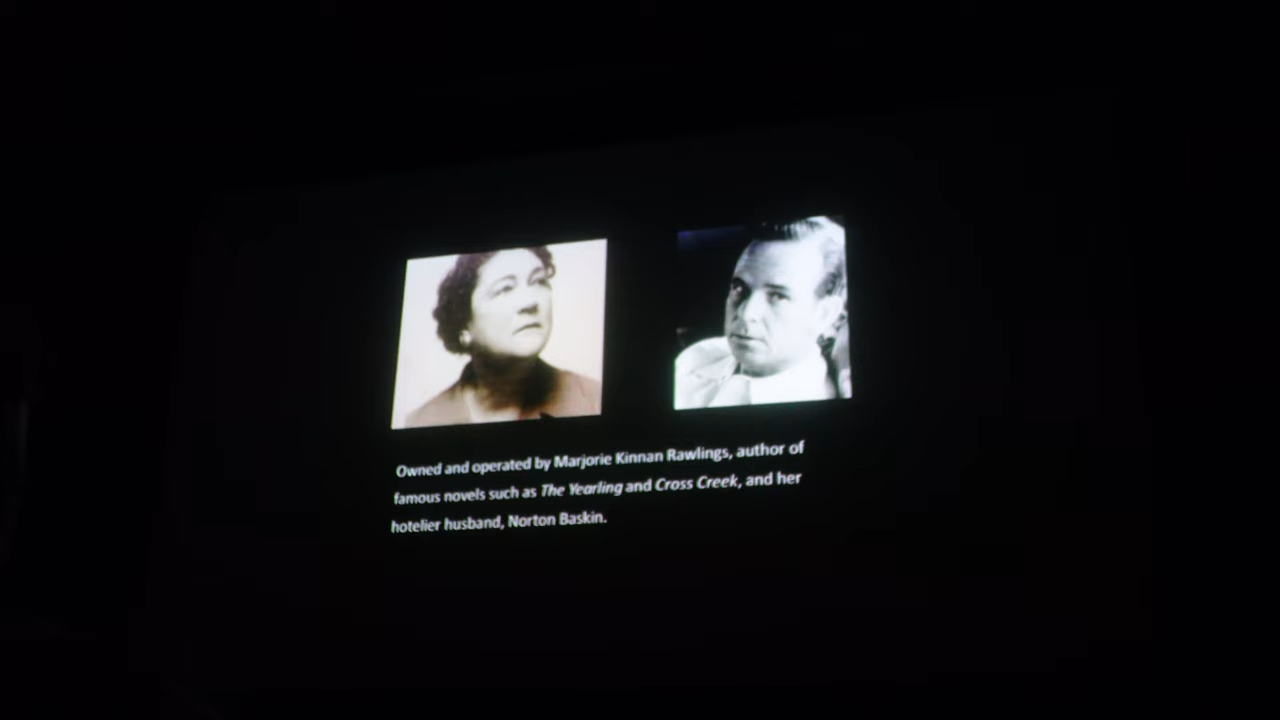 Owned and operated by Marjorie Kinnan Rawlings, author of
famous novels such as The Yearling and Cross Creek, and her
hotelier husband, Norton Baskin.